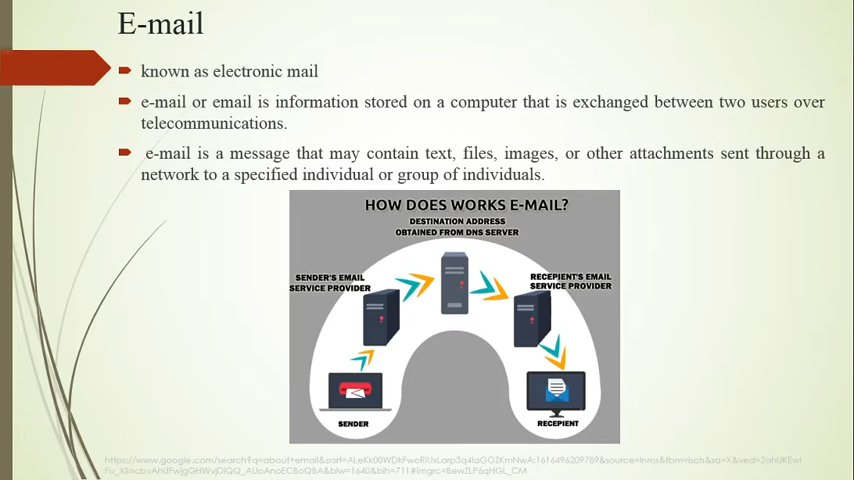 E-mail
known as electronic mail
e-mail or email is information stored on a computer that is exchanged between two users over
telecommunications.
e-mail is a message that may contain text, files, images, or other attachments sent through a
network to a specified individual or group of individuals.
HOW DOES WORKS E-MAIL?
DESTINATION ADDRESS
OBTAINED FROM DNS SERVER
SENDER'S EMAIL
SERVICE PROVIDER
RECEPIENT'S EMAIL
SERVICE PROVIDER
SENDER
RECEPIENT